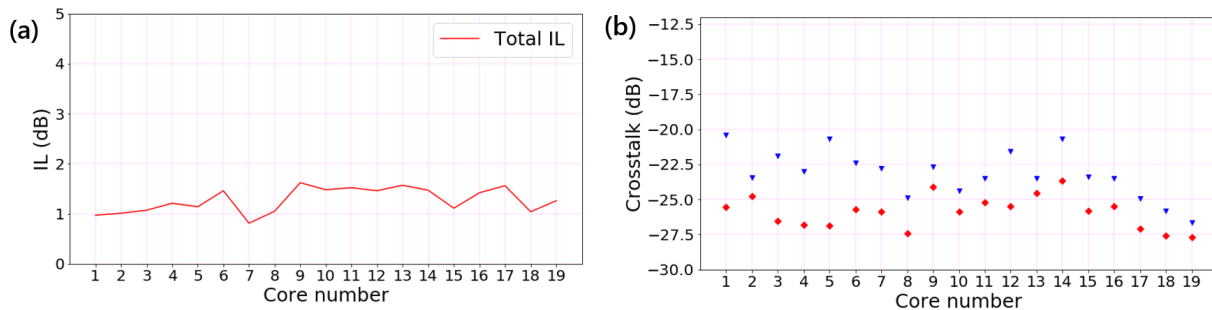 (a)
5
4
3
2
1
0
IL (dB)
Total IL
1 2 3 4 5 6 7 8 9 10 11 12 13 14 15 16 17 18 19
Core number
(b)
−12.5
−15.0
−17.5
−20.0
−22.5
−25.0
−27.5
−30.0
Crosstalk (dB)
1 2 3 4 5 6 7 8 9 10 11 12 13 14 15 16 17 18 19
Core number